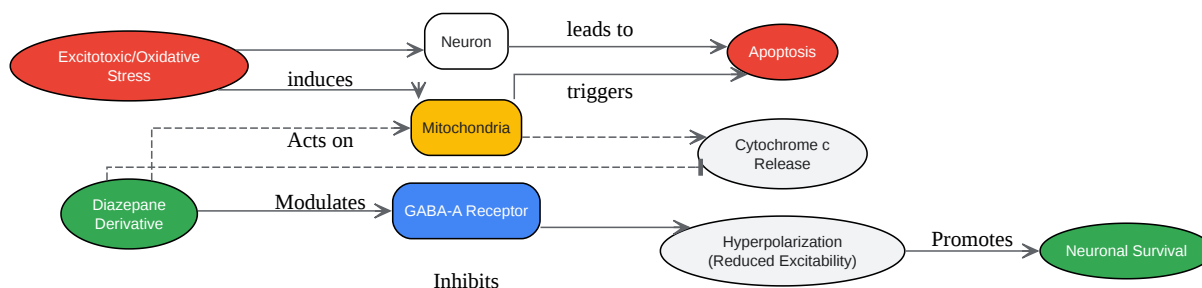 Neuron
leads to
Excitotoxic/Oxidative
Stress
Apoptosis
induces
triggers
Mitochondria
Acts on
Cytochrome c
Release
Diazepane
Derivative
Modulates
GABA-A Receptor
Hyperpolarization
(Reduced Excitability)
Promotes
Neuronal Survival
Inhibits